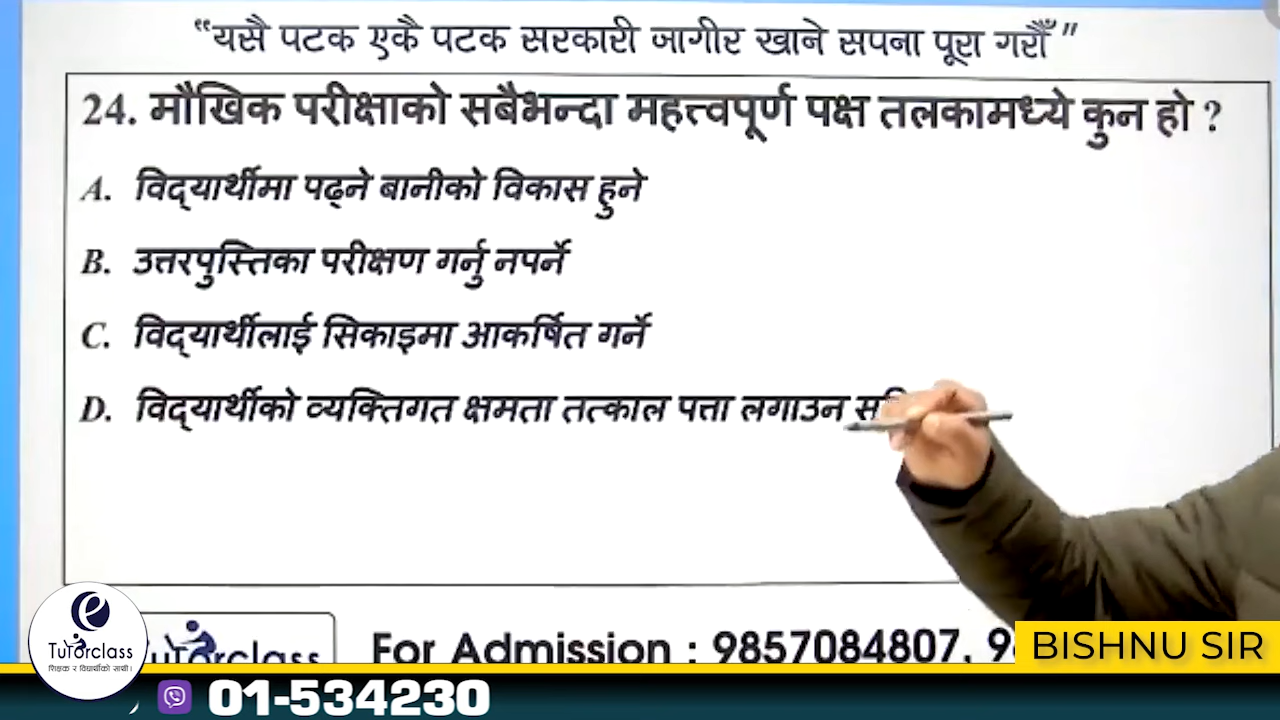 “यसै पटक एकै पटक सरकारी जागीर खाने सपना पूरा गरौँ”
24. मौखिक परीक्षाको सबैभन्दा महत्त्वपूर्ण पक्ष तलकामध्ये कुन हो ?
A. विद्यार्थीमा पढ्ने बानीको विकास हुने
B. उत्तरपुस्तिका परीक्षण गर्नु नपर्ने
C. विद्यार्थीलाई सिकाइमा आकर्षित गर्ने
D. विद्यार्थीको व्यक्तिगत क्षमता तत्काल पत्ता लगाउन
Tutorclass
For Admission : 9857084807,
BISHNU SIR
Tutorclass
शिक्षक र विद्यार्थीको साथी।
01-534230